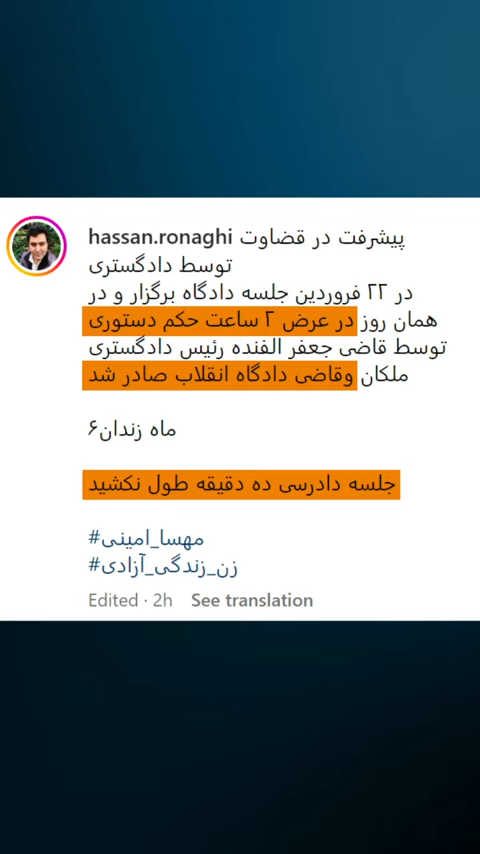 hassan.ronaghi پیشرفت در قضاوت
توسط دادگستری
در ۲۲ فروردین جلسه دادگاه برگزار و در
همان روز در عرض ۲ ساعت حکم دستوری
توسط قاضی جعفر الفنده رئیس دادگستری
ملکان وقاضی دادگاه انقلاب صادر شد
۶ماه زندان
جلسه دادرسی ده دقیقه طول نکشید
#مهسا_امینی
#زن_زندگی_آزادی
Edited · 2h See translation